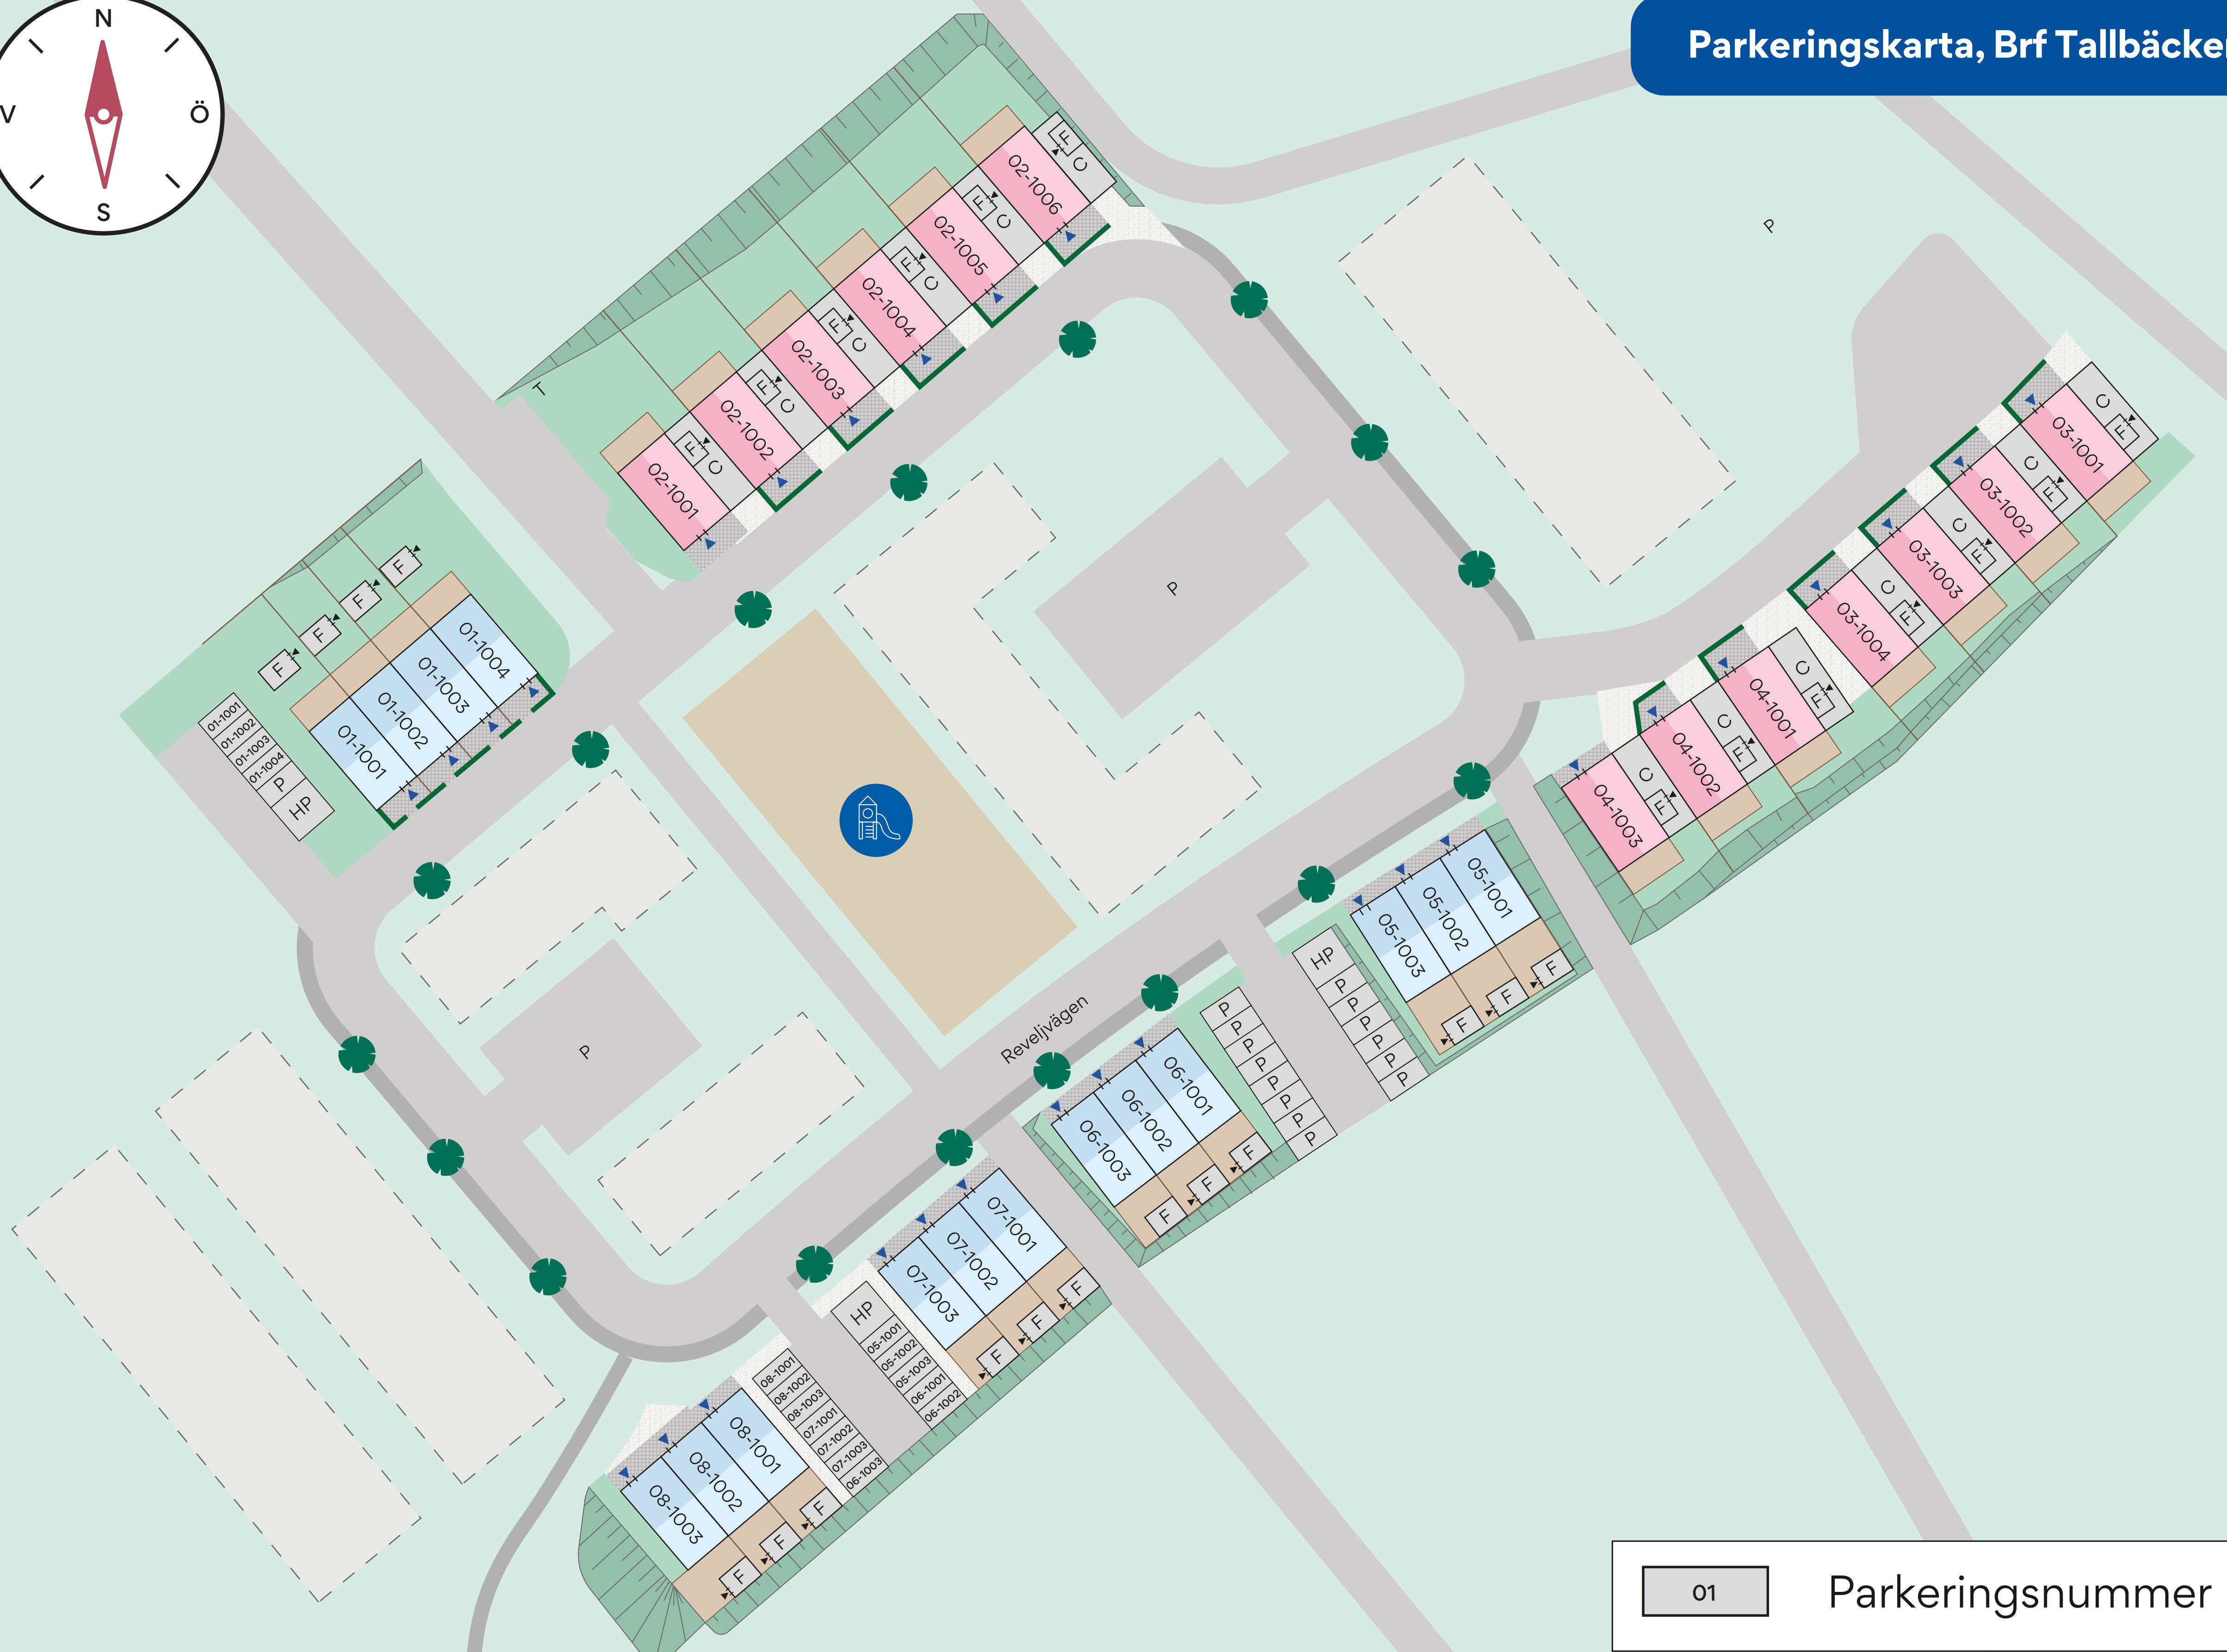 N
V
Ö
S
Parkeringskarta, Brf Tallbäcke
P
T
02-1006
F
C
02-1005
F
C
02-1004
F
C
02-1003
F
C
02-1002
F
C
02-1001
F
C
F
F
F
F
01-1004
01-1003
01-1002
01-1001
01-1001
01-1002
01-1003
01-1004
P
HP
P
C
F
03-1001
C
F
03-1002
C
F
03-1003
C
F
03-1004
C
F
04-1001
C
F
04-1002
C
F
04-1003
05-1001
05-1002
05-1003
F
F
F
HP
P
P
P
P
P
P
P
P
P
P
P
P
P
P
Reveljvägen
P
06-1001
06-1002
06-1003
F
F
F
07-1001
07-1002
07-1003
F
F
F
HP
05-1001
05-1002
05-1003
06-1001
06-1002
08-1001
08-1002
08-1003
07-1001
07-1002
07-1003
06-1003
08-1001
08-1002
08-1003
F
F
F
01
Parkeringsnummer